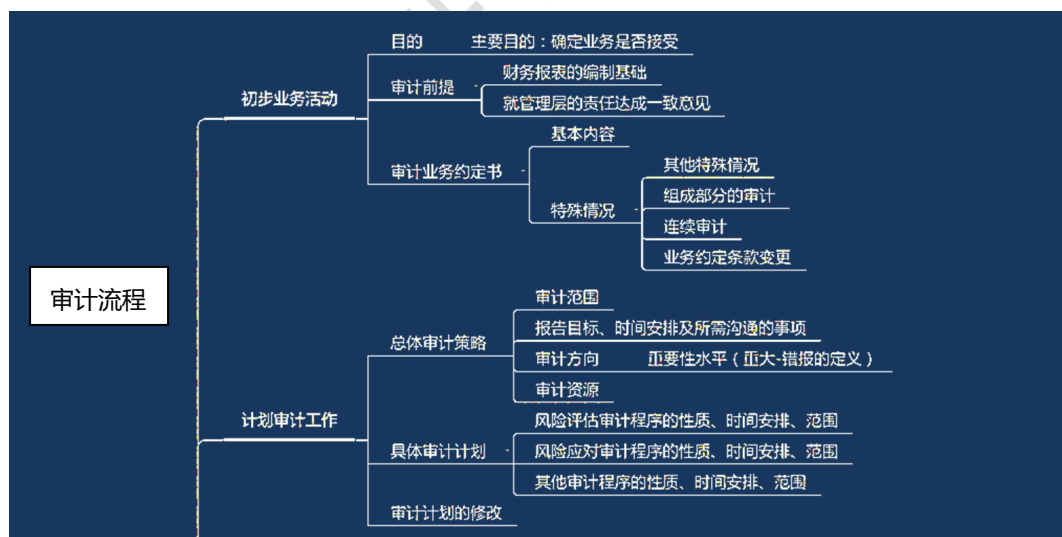 审计流程
初步业务活动
目的 主要目的：确定业务是否接受
审计前提
财务报表的编制基础
就管理层的责任达成一致意见
审计业务约定书
基本内容
特殊情况
其他特殊情况
组成部分的审计
连续审计
业务约定条款变更
计划审计工作
总体审计策略
审计范围
报告目标、时间安排及所需沟通的事项
审计方向 重要性水平（重大-错报的定义）
审计资源
具体审计计划
风险评估审计程序的性质、时间安排、范围
风险应对审计程序的性质、时间安排、范围
其他审计程序的性质、时间安排、范围
审计计划的修改